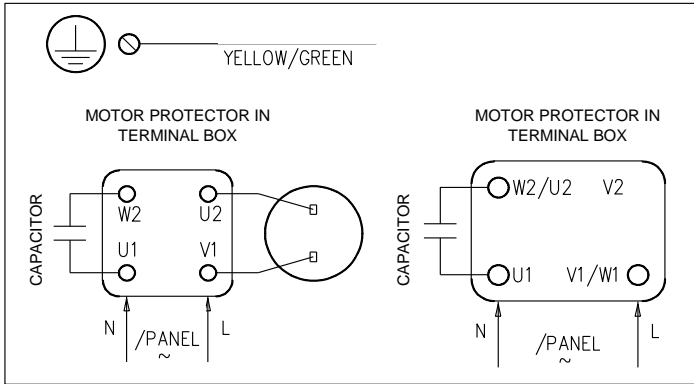 YELLOW/GREEN
MOTOR PROTECTOR IN
TERMINAL BOX
CAPACITOR
W2
U2
U1
V1
N
/PANEL
~
L
MOTOR PROTECTOR IN
TERMINAL BOX
CAPACITOR
W2/U2
V2
U1
V1/W1
N
/PANEL
~
L